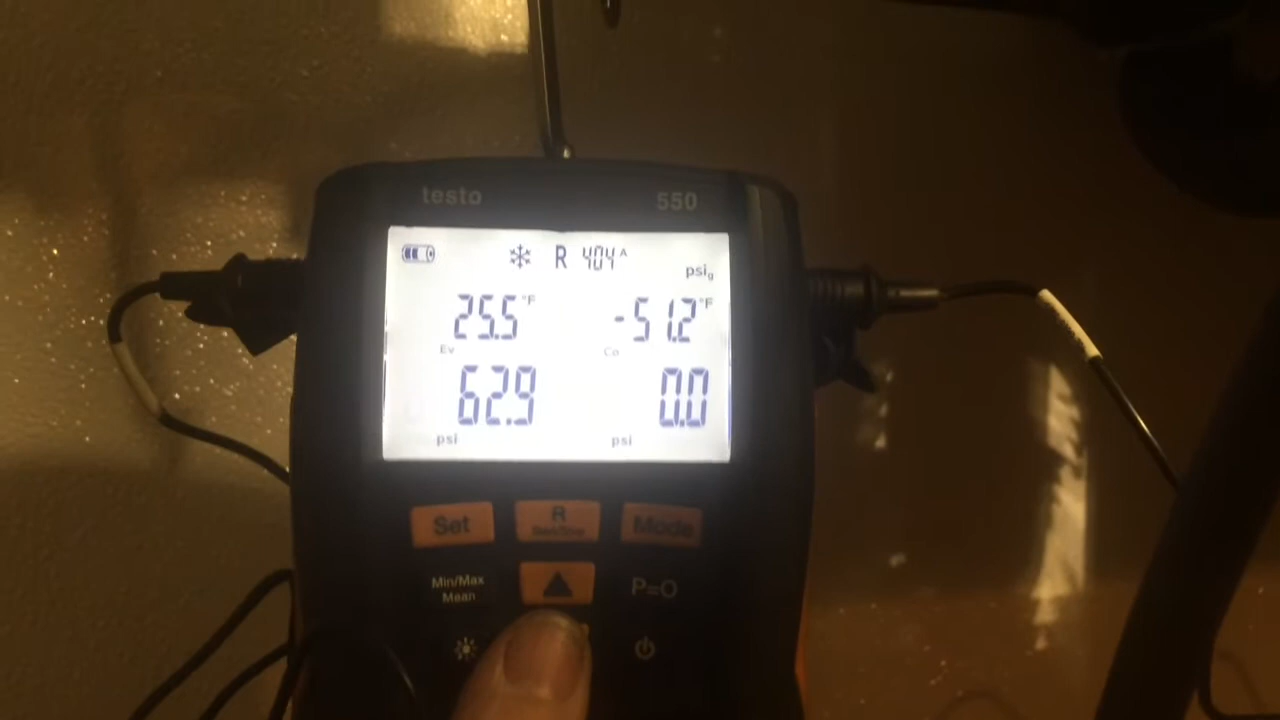 testo 550
R 404A
psig
25.5°F -51.2°F
Ev Co
62.9 0.0
psi psi
Set R Mode
Min/Max P=O
Mean